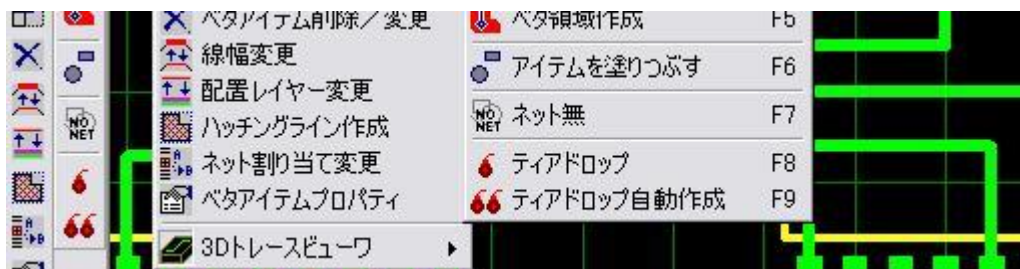 ベタアイテム削除／変更
線幅変更
配置レイヤー変更
ハッチングライン作成
ネット割り当て変更
ベタアイテムプロパティ
3Dトレースビューワ
ベタ領域作成 F5
アイテムを塗りつぶす F6
NO NET ネット無 F7
ティアドロップ F8
ティアドロップ自動作成 F9
NO
NET